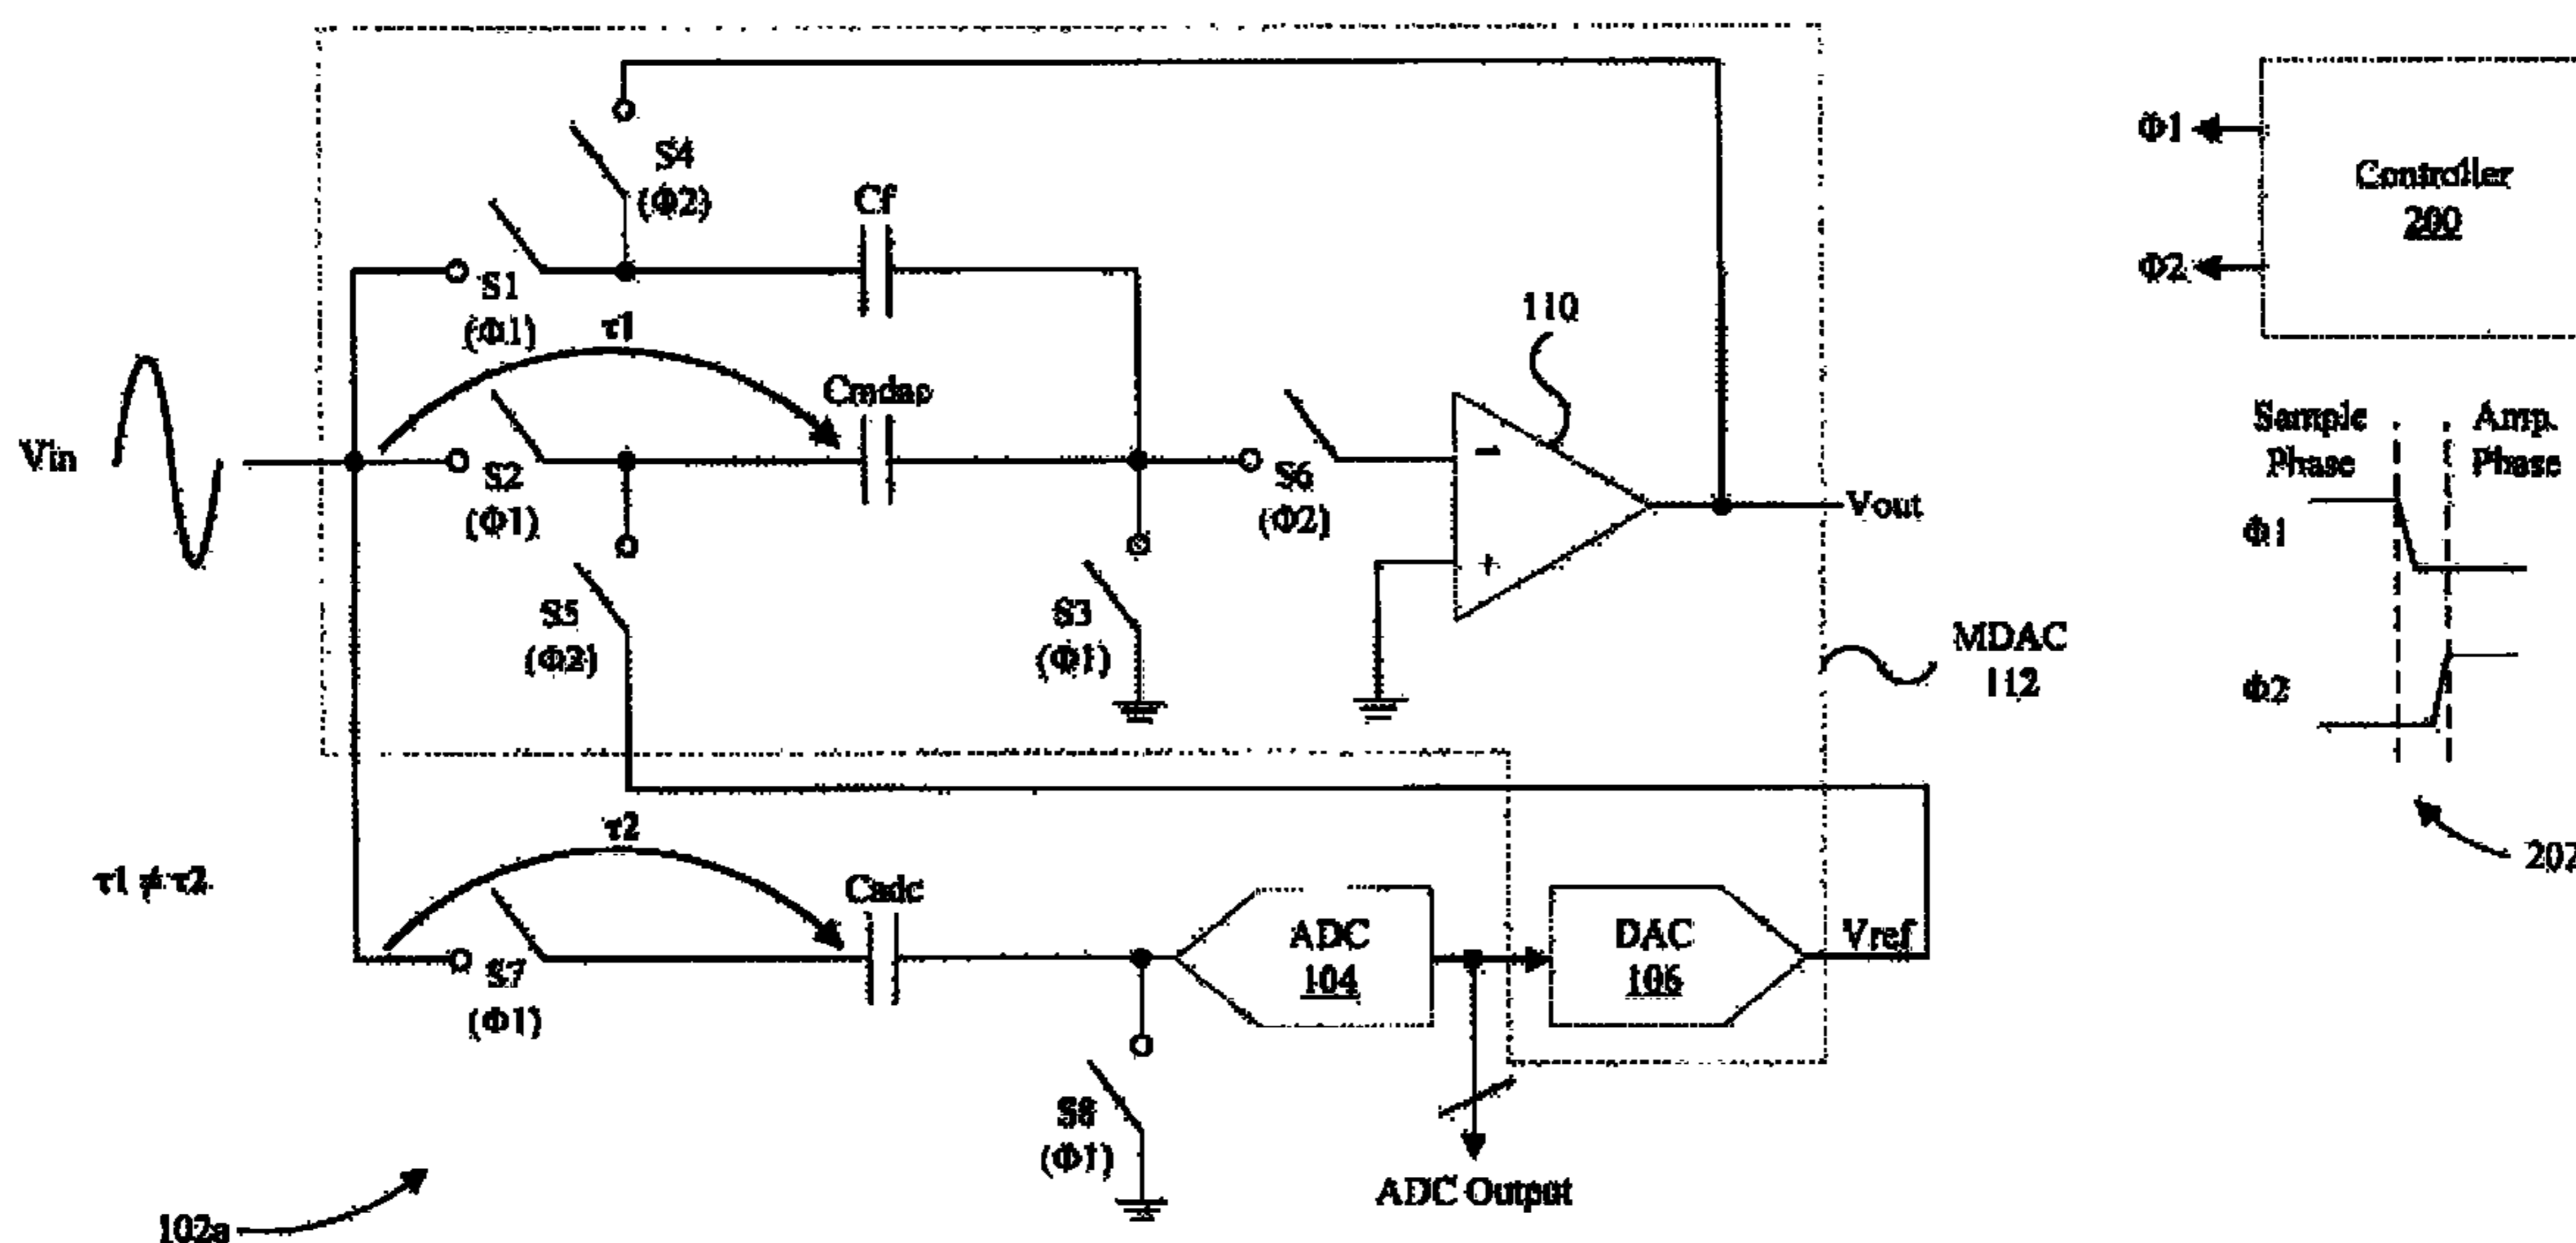 S4
(Φ2)
Cf
S1
(Φ1)
τ1
Vin
Cmdac
S2
(Φ1)
S6
(Φ2)
110
−
+
Vout
S5
(Φ2)
S3
(Φ1)
MDAC
112
τ1 ≠ τ2
τ2
Cadc
S7
(Φ1)
ADC
104
DAC
106
Vref
S8
(Φ1)
ADC Output
102a
Φ1
Φ2
Controller
200
Sample
Phase
Amp.
Phase
Φ1
Φ2
202